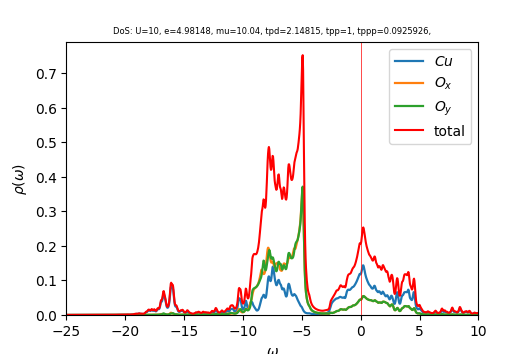 DoS: U=10, e=4.98148, mu=10.04, tpd=2.14815, tpp=1, tppp=0.0925926,
ρ(ω)
0.7
0.6
0.5
0.4
0.3
0.2
0.1
0.0
Cu
O_x
O_y
total
−25 −20 −15 −10 −5 0 5 10
ω